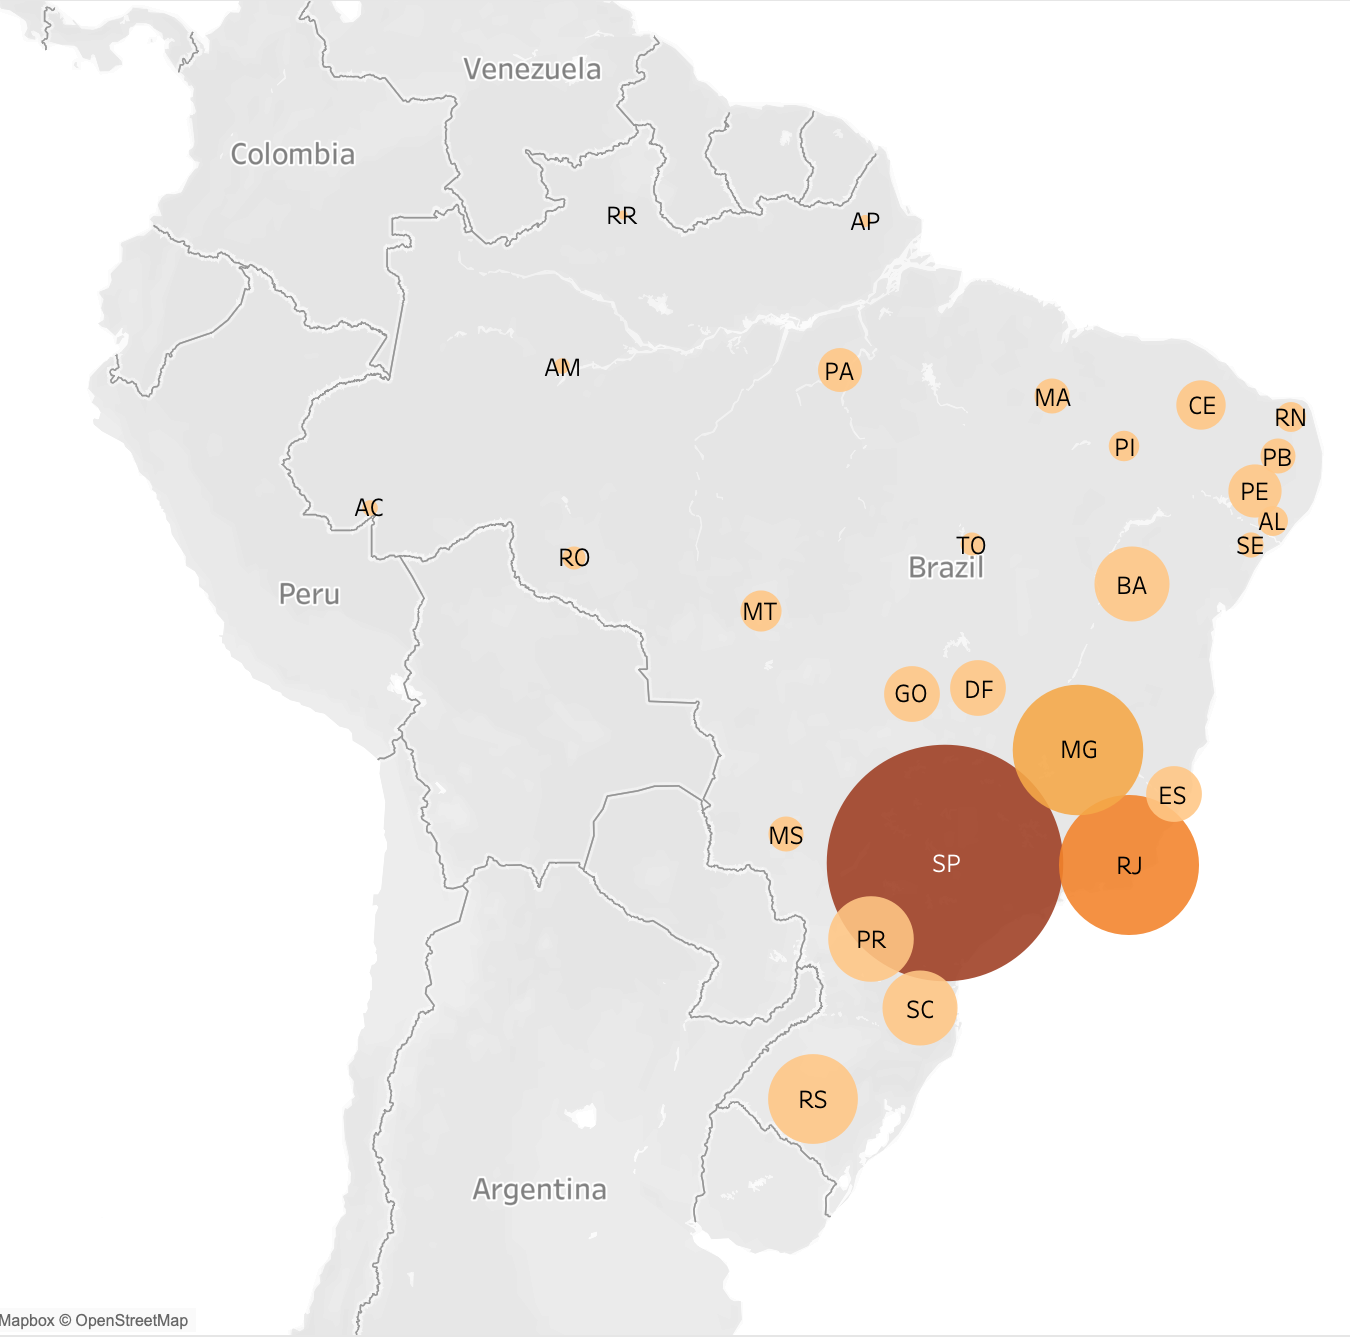 Venezuela
Colombia
RR
AP
AM
PA
MA
CE
RN
PI
PB
PE
AC
AL
TO
SE
RO
Brazil
BA
Peru
MT
GO
DF
MG
ES
MS
SP
RJ
PR
SC
RS
Argentina
Mapbox © OpenStreetMap